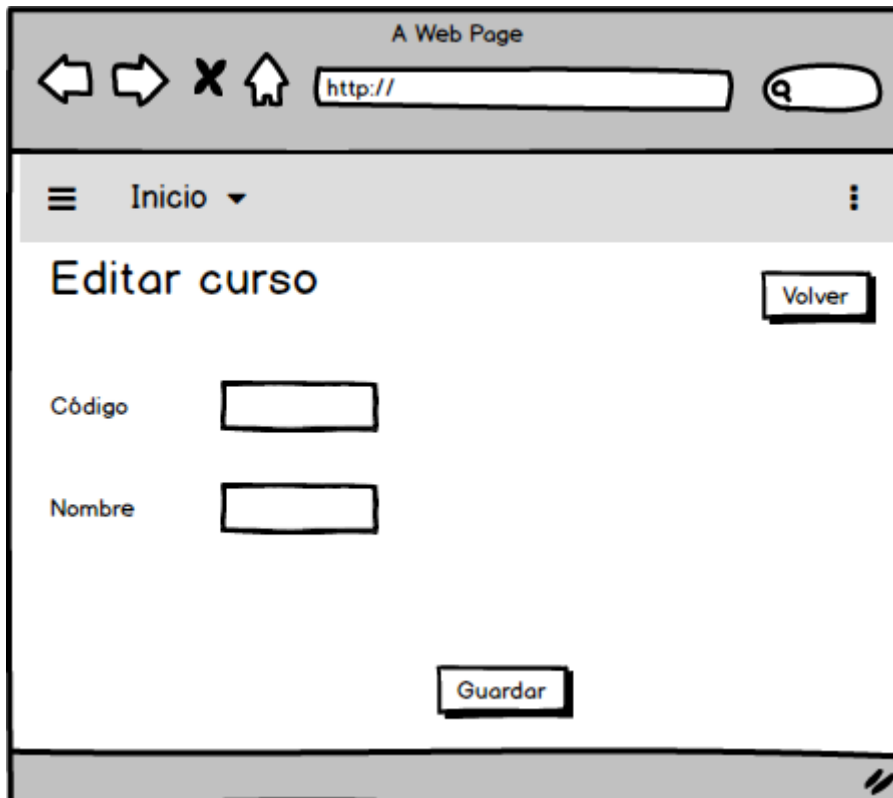 A Web Page
http://
Inicio
Editar curso
Volver
Código
Nombre
Guardar